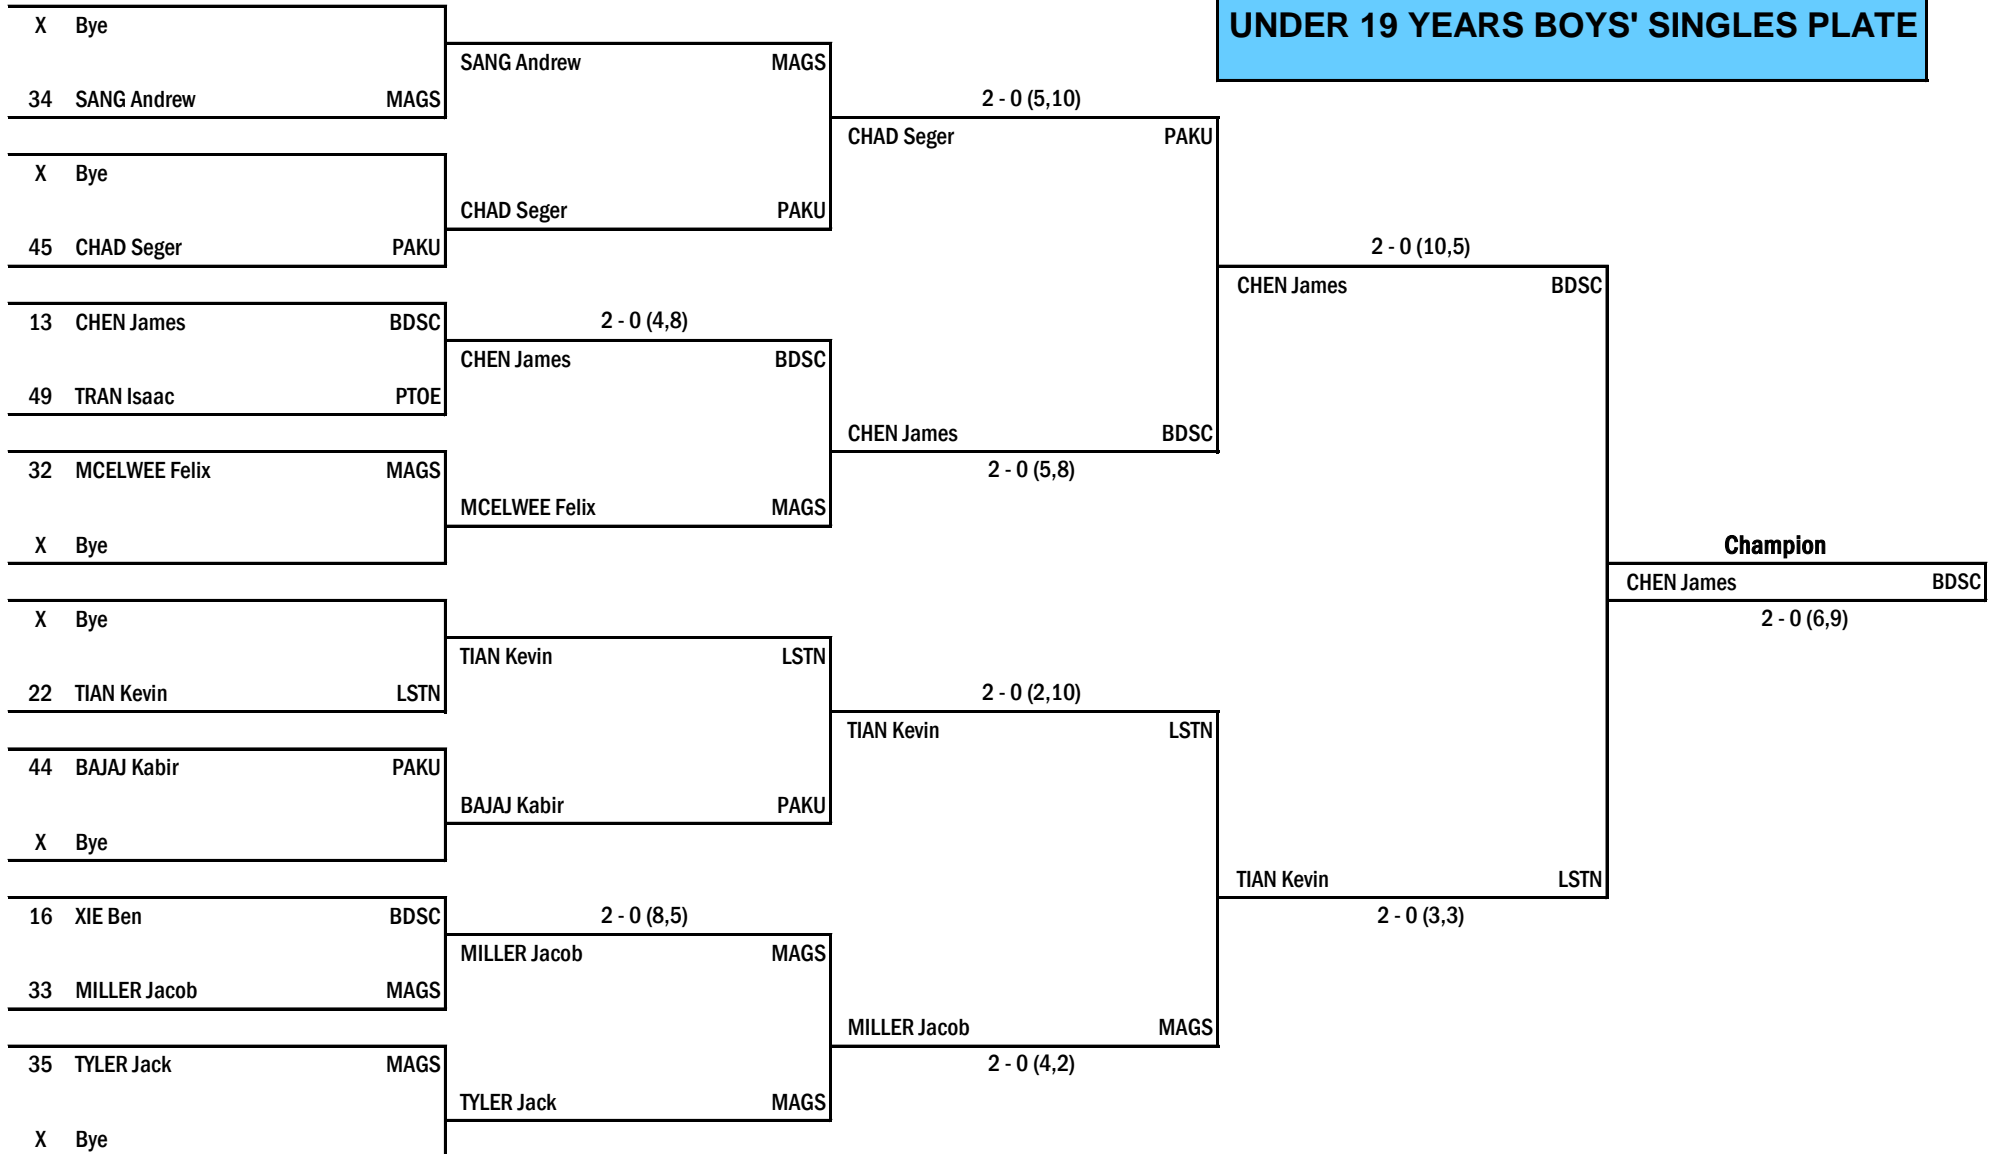 UNDER 19 YEARS BOYS' SINGLES PLATE
X Bye
SANG Andrew MAGS
34 SANG Andrew MAGS
2 - 0 (5,10)
CHAD Seger PAKU
X Bye
CHAD Seger PAKU
45 CHAD Seger PAKU
2 - 0 (10,5)
CHEN James BDSC
13 CHEN James BDSC
2 - 0 (4,8)
CHEN James BDSC
49 TRAN Isaac PTOE
CHEN James BDSC
32 MCELWEE Felix MAGS
2 - 0 (5,8)
MCELWEE Felix MAGS
X Bye
Champion
CHEN James BDSC
X Bye
2 - 0 (6,9)
TIAN Kevin LSTN
22 TIAN Kevin LSTN
2 - 0 (2,10)
TIAN Kevin LSTN
44 BAJAJ Kabir PAKU
BAJAJ Kabir PAKU
X Bye
TIAN Kevin LSTN
16 XIE Ben BDSC
2 - 0 (8,5)
2 - 0 (3,3)
MILLER Jacob MAGS
33 MILLER Jacob MAGS
MILLER Jacob MAGS
35 TYLER Jack MAGS
2 - 0 (4,2)
TYLER Jack MAGS
X Bye